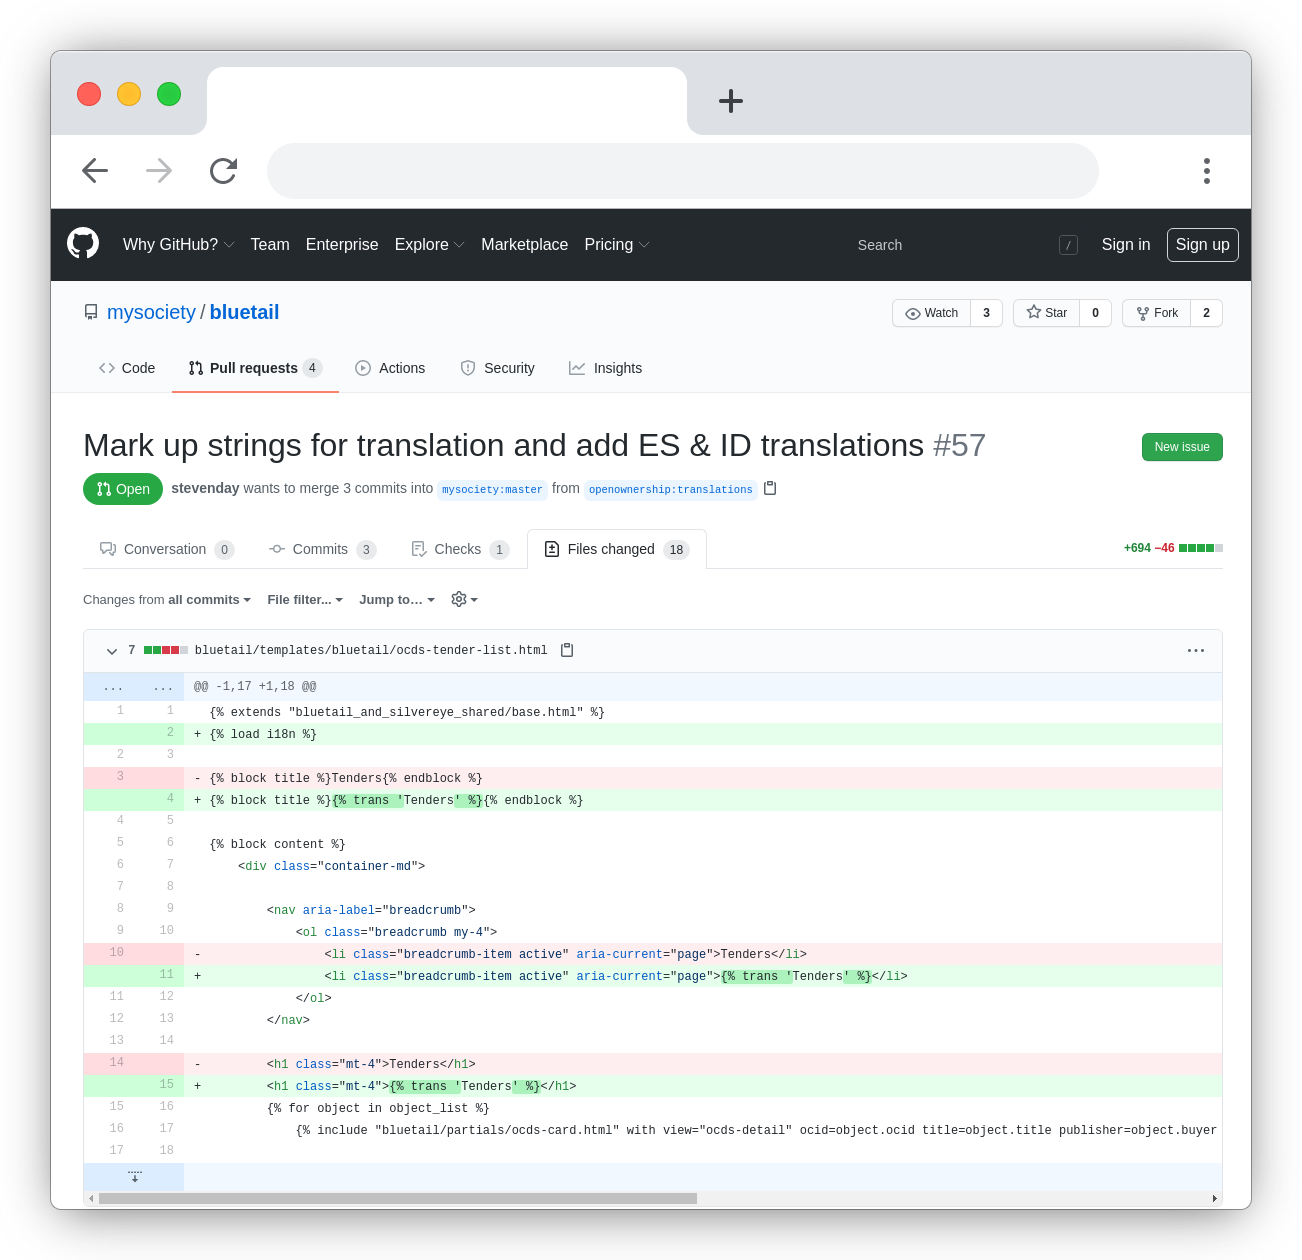 Why GitHub? Team Enterprise Explore Marketplace Pricing Search / Sign in Sign up
mysociety / bluetail Watch 3 Star 0 Fork 2
Code Pull requests 4 Actions Security Insights
Mark up strings for translation and add ES & ID translations #57 New issue
Open stevenday wants to merge 3 commits into mysociety:master from openownership:translations
Conversation 0 Commits 3 Checks 1 Files changed 18 +694 −46
Changes from all commits File filter... Jump to…
7 bluetail/templates/bluetail/ocds-tender-list.html ...
... ... @@ -1,17 +1,18 @@
1 1 {% extends "bluetail_and_silvereye_shared/base.html" %}
2 + {% load i18n %}
2 3
3 - {% block title %}Tenders{% endblock %}
4 + {% block title %}{% trans 'Tenders' %}{% endblock %}
4 5
5 6 {% block content %}
6 7 <div class="container-md">
7 8
8 9 <nav aria-label="breadcrumb">
9 10 <ol class="breadcrumb my-4">
10 - <li class="breadcrumb-item active" aria-current="page">Tenders</li>
11 + <li class="breadcrumb-item active" aria-current="page">{% trans 'Tenders' %}</li>
11 12 </ol>
12 13 </nav>
13 14
14 - <h1 class="mt-4">Tenders</h1>
15 + <h1 class="mt-4">{% trans 'Tenders' %}</h1>
15 16 {% for object in object_list %}
16 17 {% include "bluetail/partials/ocds-card.html" with view="ocds-detail" ocid=object.ocid title=object.title publisher=object.buyer
17 18